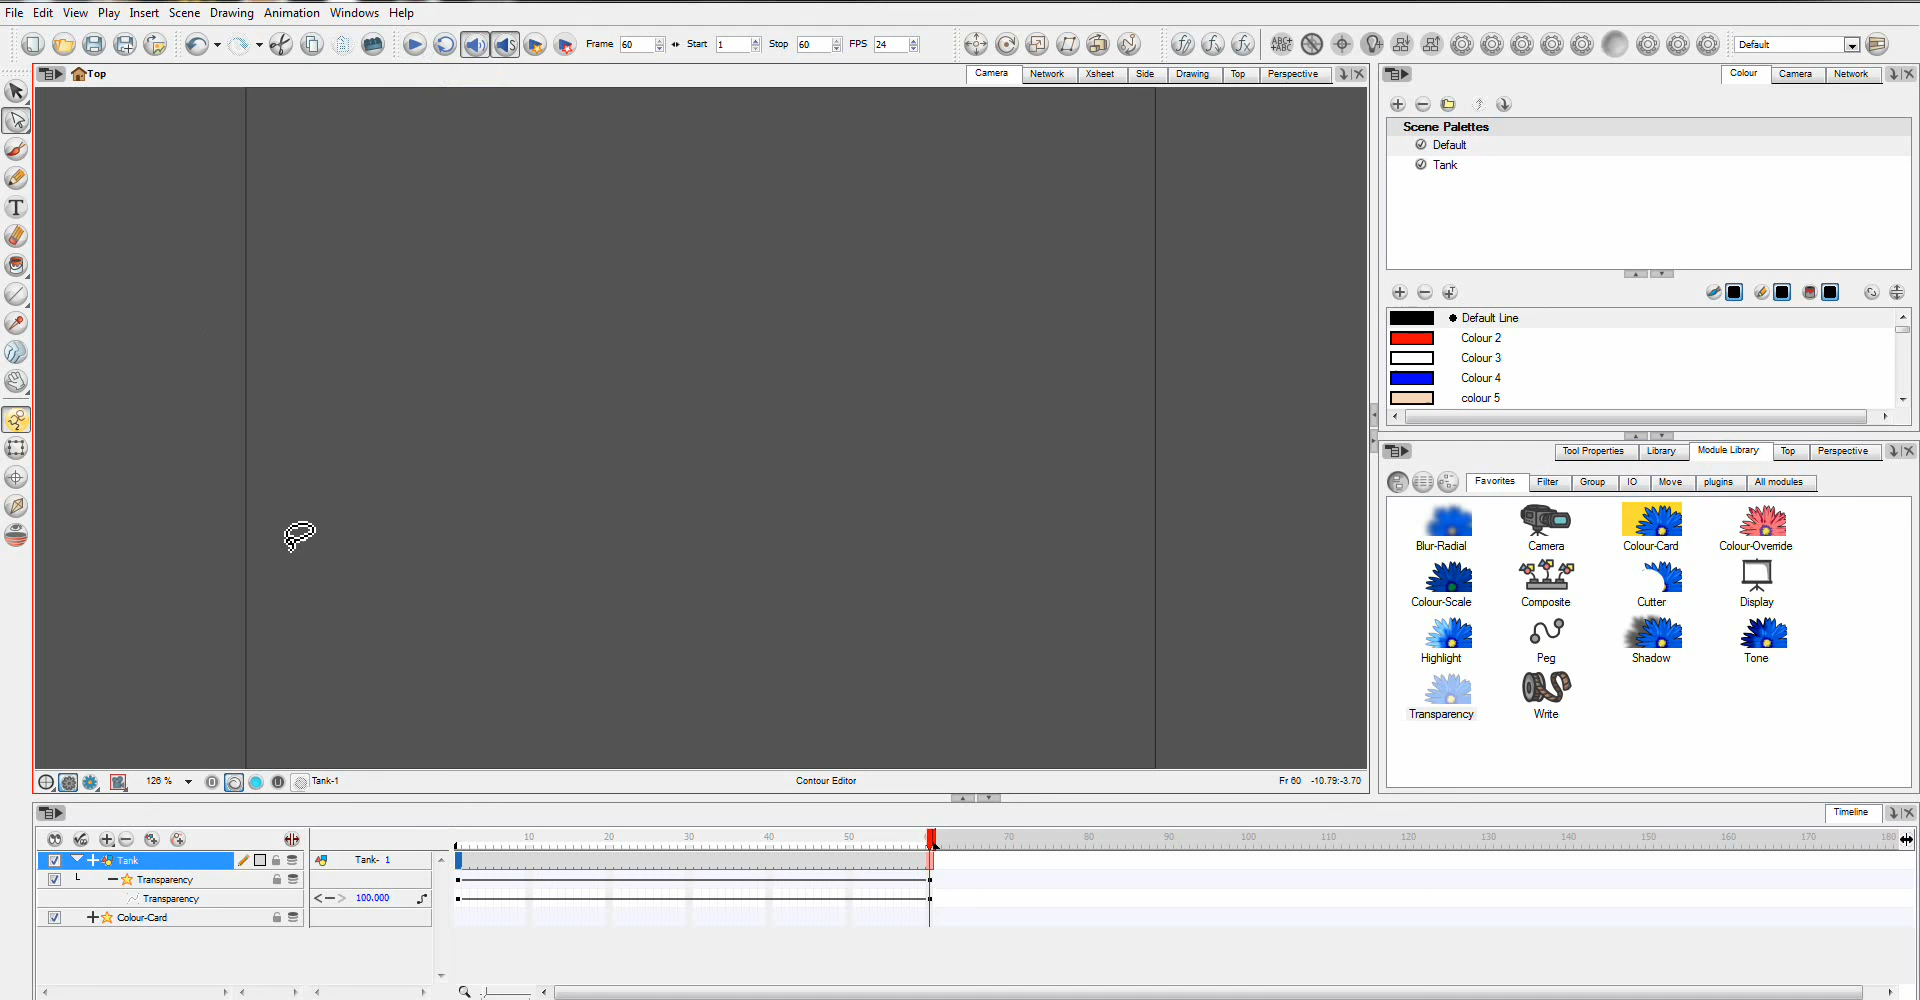 File Edit View Play Insert Scene Drawing Animation Windows Help
Frame 60 Start 1 Stop 60 FPS 24 Default
Top Camera Network Xsheet Side Drawing Top Perspective
Colour Camera Network
Scene Palettes
Default
Tank
Default Line
Colour 2
Colour 3
Colour 4
colour 5
Tool Properties Library Module Library Top Perspective
Favorites Filter Group IO Move plugins All modules
Blur-Radial Camera Colour-Card Colour-Override
Colour-Scale Composite Cutter Display
Highlight Peg Shadow Tone
Transparency Write
126 % Tank-1 Contour Editor Fr 60 -10.79:-3.70
Timeline
10 20 30 40 50 70 80 90 100 110 120 130 140 150 160 170 180
Tank Tank- 1
Transparency
Transparency 100.000
Colour-Card